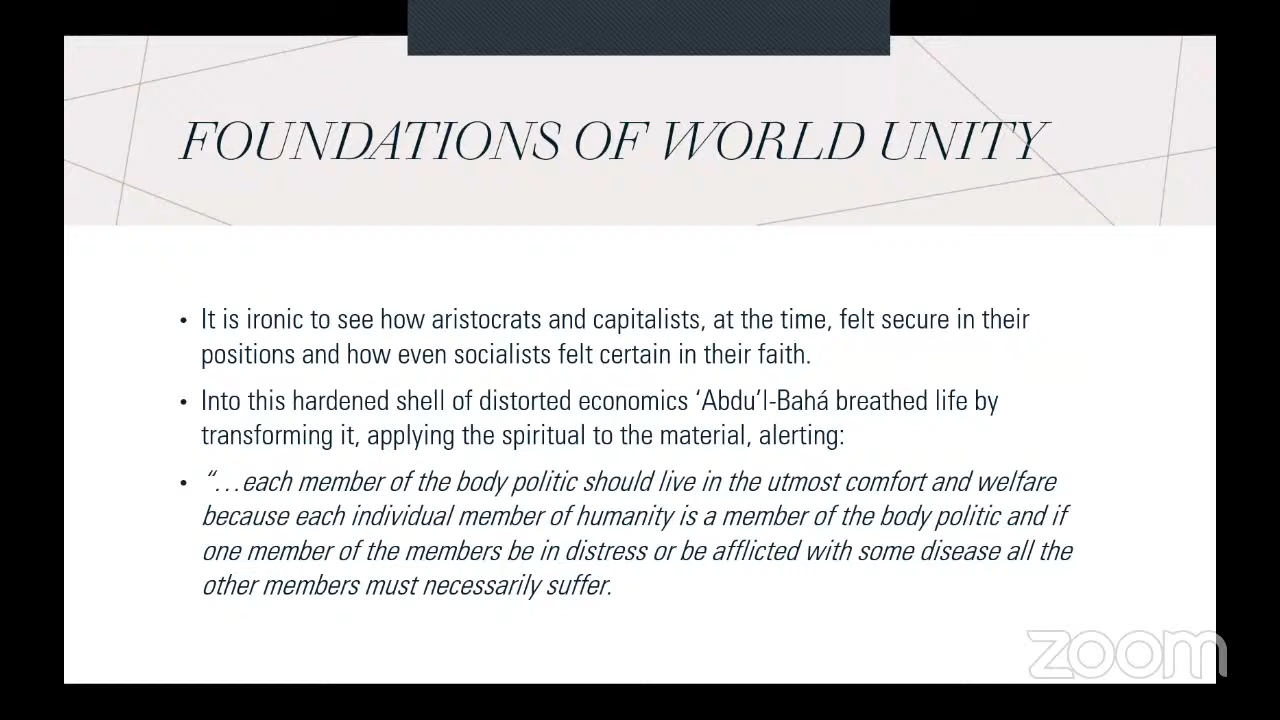 FOUNDATIONS OF WORLD UNITY
• It is ironic to see how aristocrats and capitalists, at the time, felt secure in their
positions and how even socialists felt certain in their faith.
• Into this hardened shell of distorted economics ‘Abdu’l-Bahá breathed life by
transforming it, applying the spiritual to the material, alerting:
• “…each member of the body politic should live in the utmost comfort and welfare
because each individual member of humanity is a member of the body politic and if
one member of the members be in distress or be afflicted with some disease all the
other members must necessarily suffer.
zoom